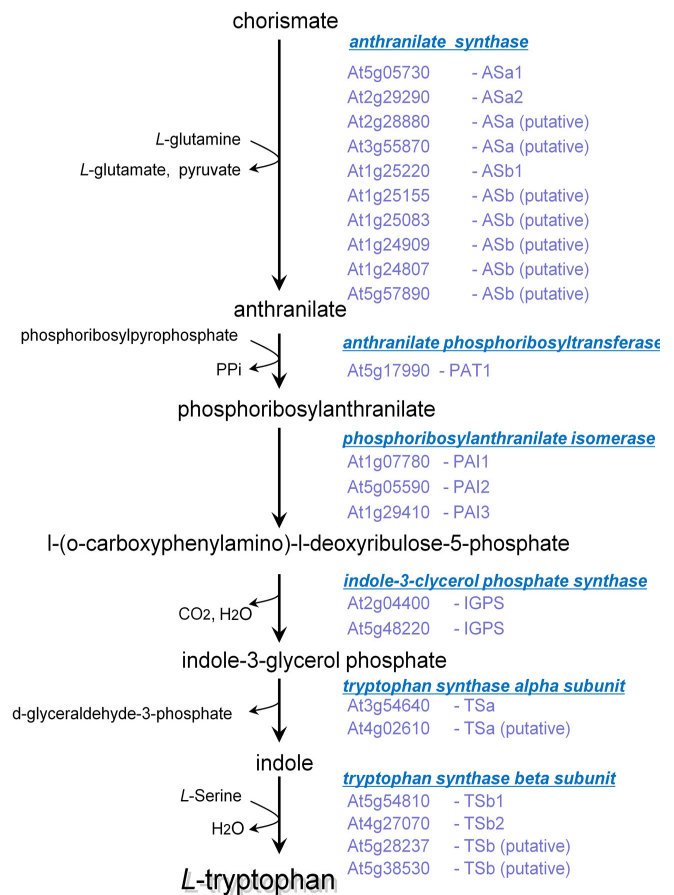 chorismate
anthranilate synthase
At5g05730 - ASa1
At2g29290 - ASa2
At2g28880 - ASa (putative)
L-glutamine
At3g55870 - ASa (putative)
L-glutamate, pyruvate
At1g25220 - ASb1
At1g25155 - ASb (putative)
At1g25083 - ASb (putative)
At1g24909 - ASb (putative)
At1g24807 - ASb (putative)
At5g57890 - ASb (putative)
anthranilate
phosphoribosylpyrophosphate
anthranilate phosphoribosyltransferase
PPi
At5g17990 - PAT1
phosphoribosylanthranilate
phosphoribosylanthranilate isomerase
At1g07780 - PAI1
At5g05590 - PAI2
At1g29410 - PAI3
l-(o-carboxyphenylamino)-l-deoxyribulose-5-phosphate
indole-3-clycerol phosphate synthase
At2g04400 - IGPS
CO2, H2O
At5g48220 - IGPS
indole-3-glycerol phosphate
tryptophan synthase alpha subunit
At3g54640 - TSa
d-glyceraldehyde-3-phosphate
At4g02610 - TSa (putative)
indole
tryptophan synthase beta subunit
L-Serine
At5g54810 - TSb1
At4g27070 - TSb2
H2O
At5g28237 - TSb (putative)
At5g38530 - TSb (putative)
L-tryptophan